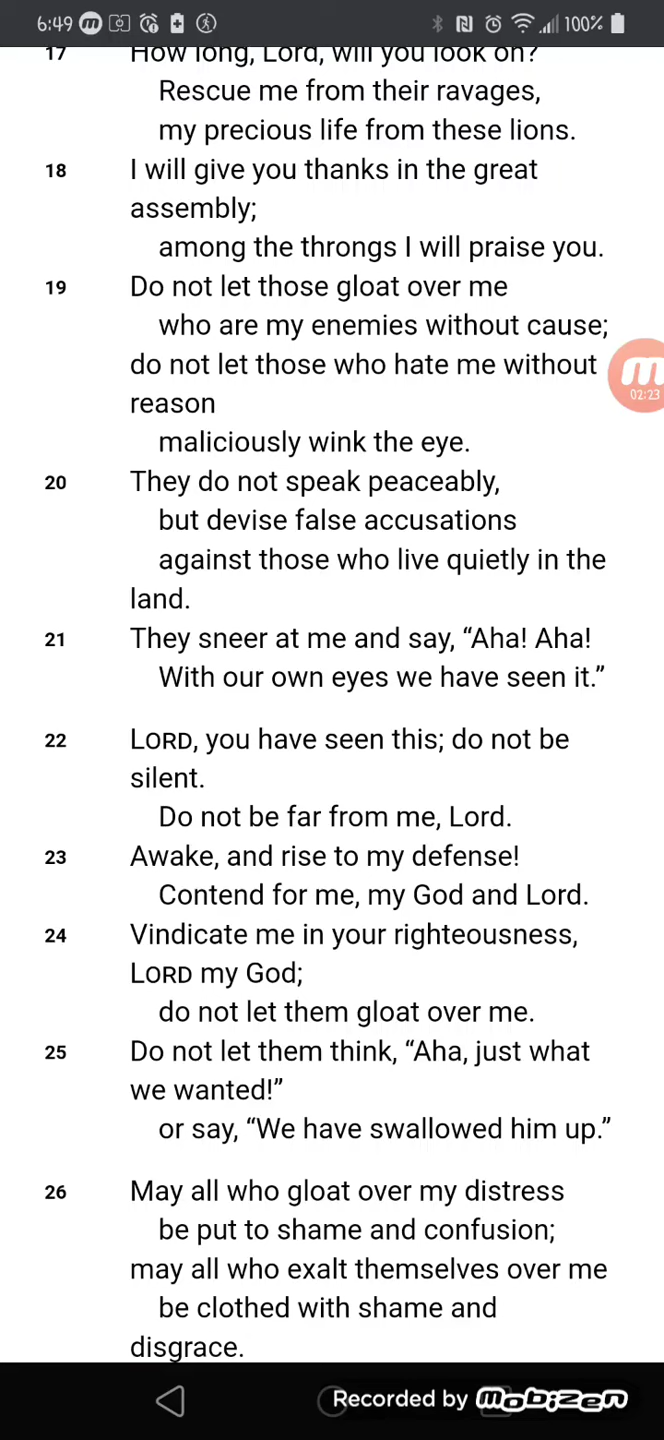 6:49 m 100%
17 How long, Lord, will you look on?
Rescue me from their ravages,
my precious life from these lions.
18 I will give you thanks in the great
assembly;
among the throngs I will praise you.
19 Do not let those gloat over me
who are my enemies without cause;
do not let those who hate me without
reason
m
02:23
maliciously wink the eye.
20 They do not speak peaceably,
but devise false accusations
against those who live quietly in the
land.
21 They sneer at me and say, “Aha! Aha!
With our own eyes we have seen it.”
22 LORD, you have seen this; do not be
silent.
Do not be far from me, Lord.
23 Awake, and rise to my defense!
Contend for me, my God and Lord.
24 Vindicate me in your righteousness,
LORD my God;
do not let them gloat over me.
25 Do not let them think, “Aha, just what
we wanted!”
or say, “We have swallowed him up.”
26 May all who gloat over my distress
be put to shame and confusion;
may all who exalt themselves over me
be clothed with shame and
disgrace.
Recorded by mobizen